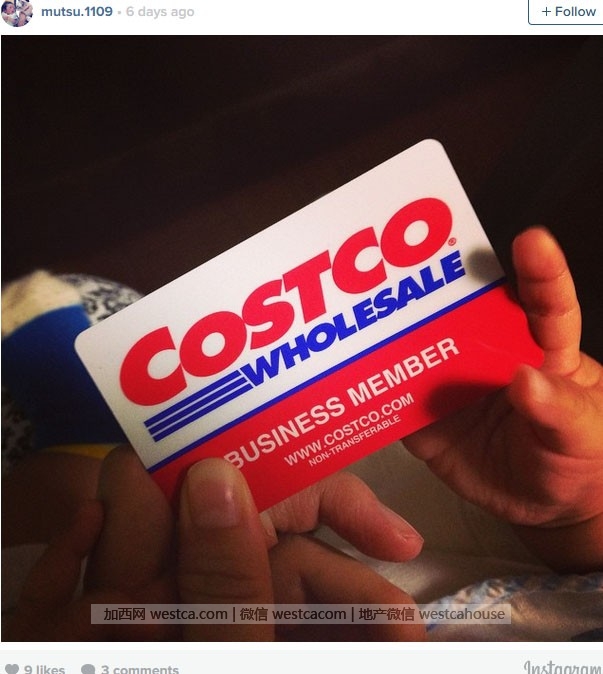 mutsu.1109 • 6 days ago
+ Follow
COSTCO®
WHOLESALE
BUSINESS MEMBER
WWW.COSTCO.COM
NON-TRANSFERABLE
加西网 westca.com | 微信 westcacom | 地产微信 westcahouse
9 likes 3 comments
Instagram